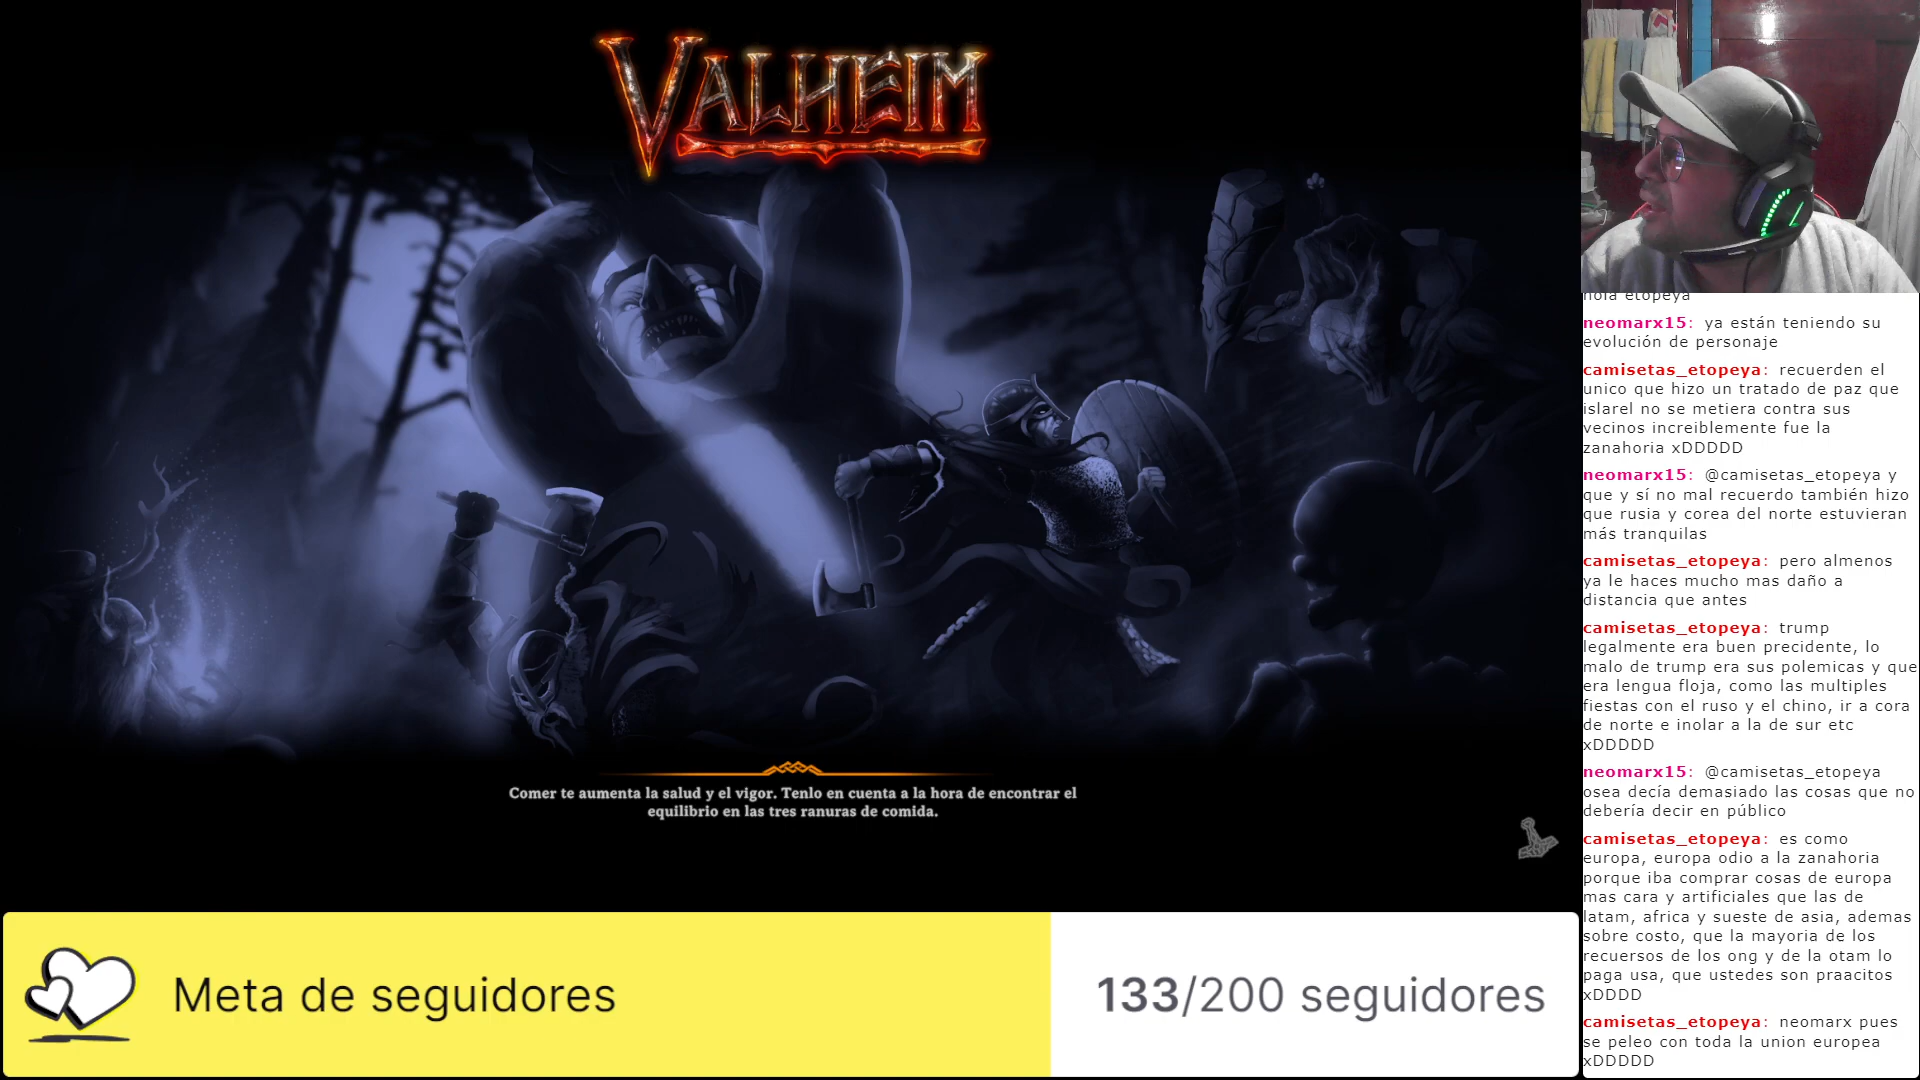 VALHEIM
Comer te aumenta la salud y el vigor. Tenlo en cuenta a la hora de encontrar el
equilibrio en las tres ranuras de comida.
Meta de seguidores
133/200 seguidores
hola etopeya
neomarx15: ya están teniendo su
evolución de personaje
camisetas_etopeya: recuerden el
unico que hizo un tratado de paz que
islarel no se metiera contra sus
vecinos increiblemente fue la
zanahoria xDDDDD
neomarx15: @camisetas_etopeya y
que y sí no mal recuerdo también hizo
que rusia y corea del norte estuvieran
más tranquilas
camisetas_etopeya: pero almenos
ya le haces mucho mas daño a
distancia que antes
camisetas_etopeya: trump
legalmente era buen precidente, lo
malo de trump era sus polemicas y que
era lengua floja, como las multiples
fiestas con el ruso y el chino, ir a cora
de norte e inolar a la de sur etc
xDDDDD
neomarx15: @camisetas_etopeya
osea decía demasiado las cosas que no
debería decir en público
camisetas_etopeya: es como
europa, europa odio a la zanahoria
porque iba comprar cosas de europa
mas cara y artificiales que las de
latam, africa y sueste de asia, ademas
sobre costo, que la mayoria de los
recuersos de los ong y de la otam lo
paga usa, que ustedes son praacitos
xDDDD
camisetas_etopeya: neomarx pues
se peleo con toda la union europea
xDDDDD